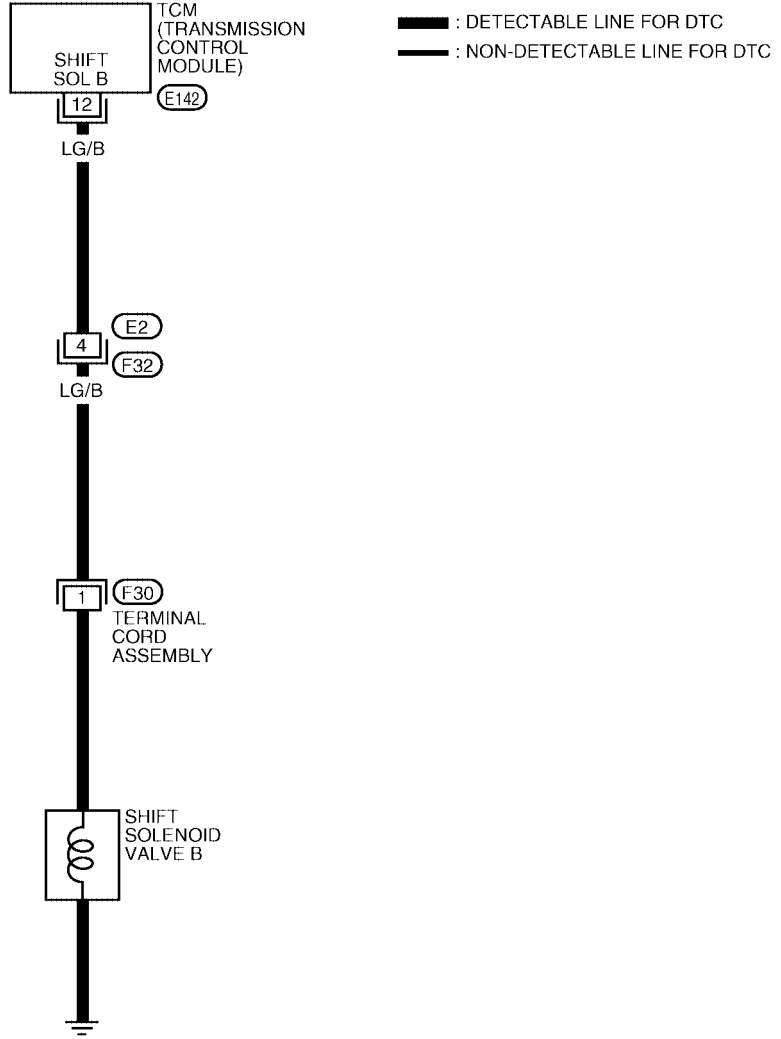 TCM
(TRANSMISSION
CONTROL
MODULE)
SHIFT
SOL B
12
E142
LG/B
: DETECTABLE LINE FOR DTC
: NON-DETECTABLE LINE FOR DTC
E2
4
F32
LG/B
1
F30
TERMINAL
CORD
ASSEMBLY
SHIFT
SOLENOID
VALVE B